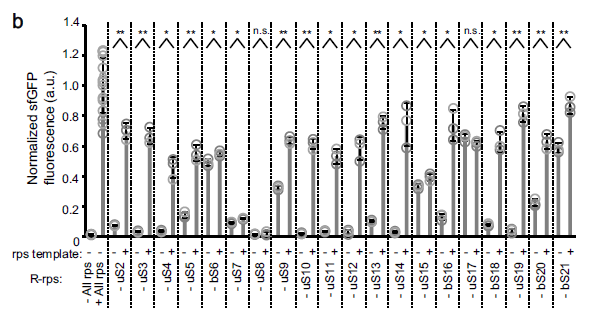 b
Normalized sfGFP
fluorescence (a.u.)
1.4
1.2
1.0
0.8
0.6
0.4
0.2
0
** ** * ** * * n.s. ** ** * * ** * * * n.s. * ** ** **
rps template: - + - + - + - + - + - + - + - + - + - + - + - + - + - + - + - + - + - + - + - +
R-rps: - All rps + All rps - uS2 - uS3 - uS4 - uS5 - bS6 - uS7 - uS8 - uS9 - uS10 - uS11 - uS12 - uS13 - uS14 - uS15 - bS16 - uS17 - bS18 - uS19 - bS20 - bS21